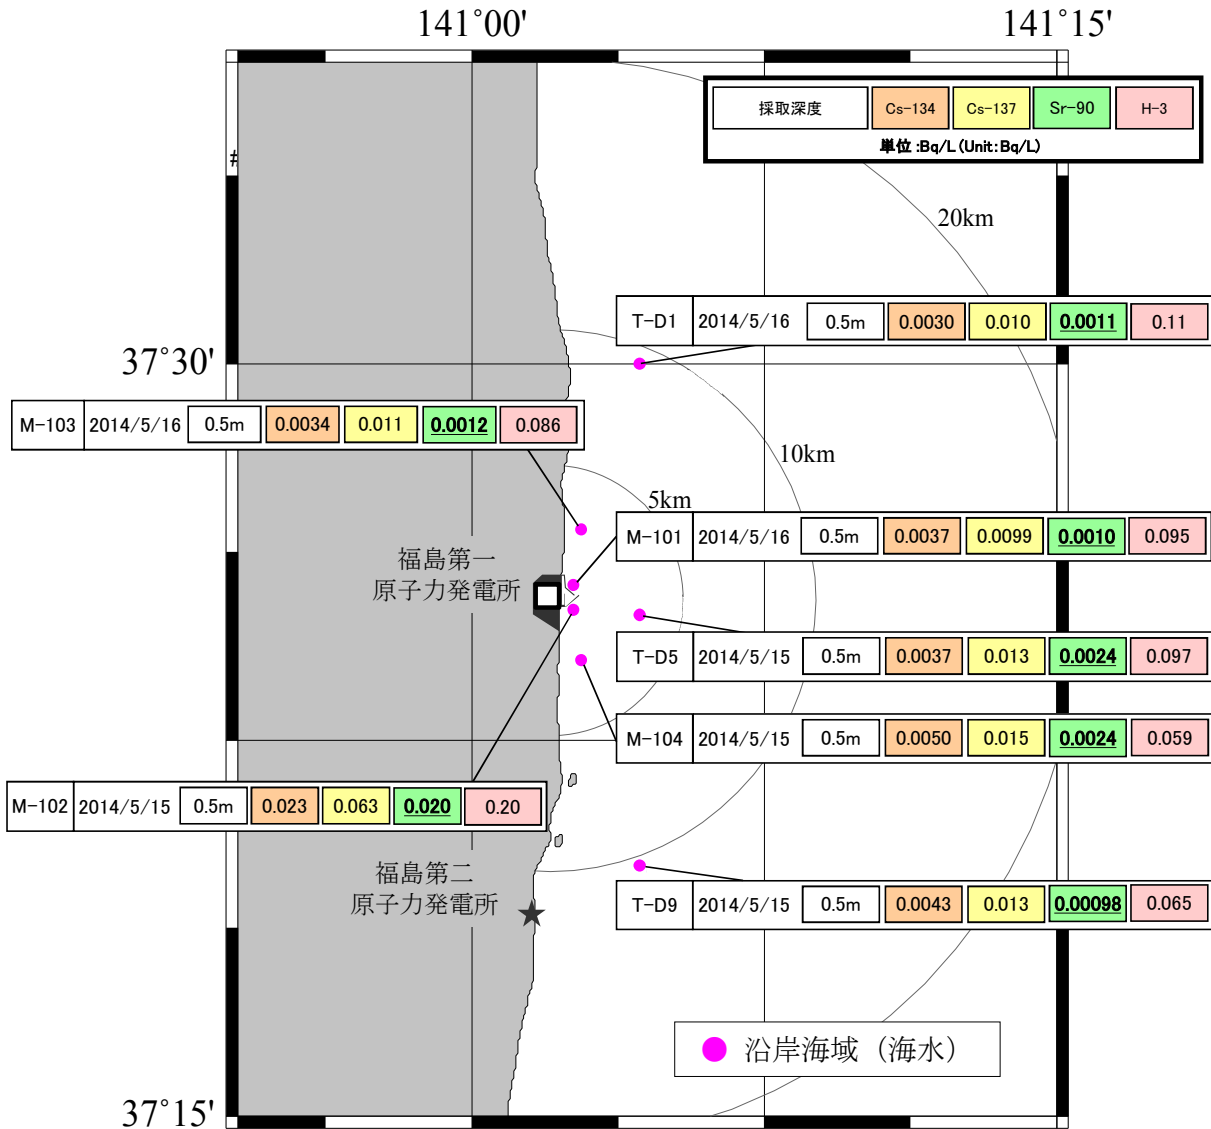 141°00' 141°15'
採取深度 Cs-134 Cs-137 Sr-90 H-3
単位:Bq/L(Unit:Bq/L)
#
20km
T-D1 2014/5/16 0.5m 0.0030 0.010 0.0011 0.11
37°30'
M-103 2014/5/16 0.5m 0.0034 0.011 0.0012 0.086
10km
5km
M-101 2014/5/16 0.5m 0.0037 0.0099 0.0010 0.095
福島第一
原子力発電所
T-D5 2014/5/15 0.5m 0.0037 0.013 0.0024 0.097
M-104 2014/5/15 0.5m 0.0050 0.015 0.0024 0.059
M-102 2014/5/15 0.5m 0.023 0.063 0.020 0.20
福島第二
原子力発電所
T-D9 2014/5/15 0.5m 0.0043 0.013 0.00098 0.065
沿岸海域（海水）
37°15'